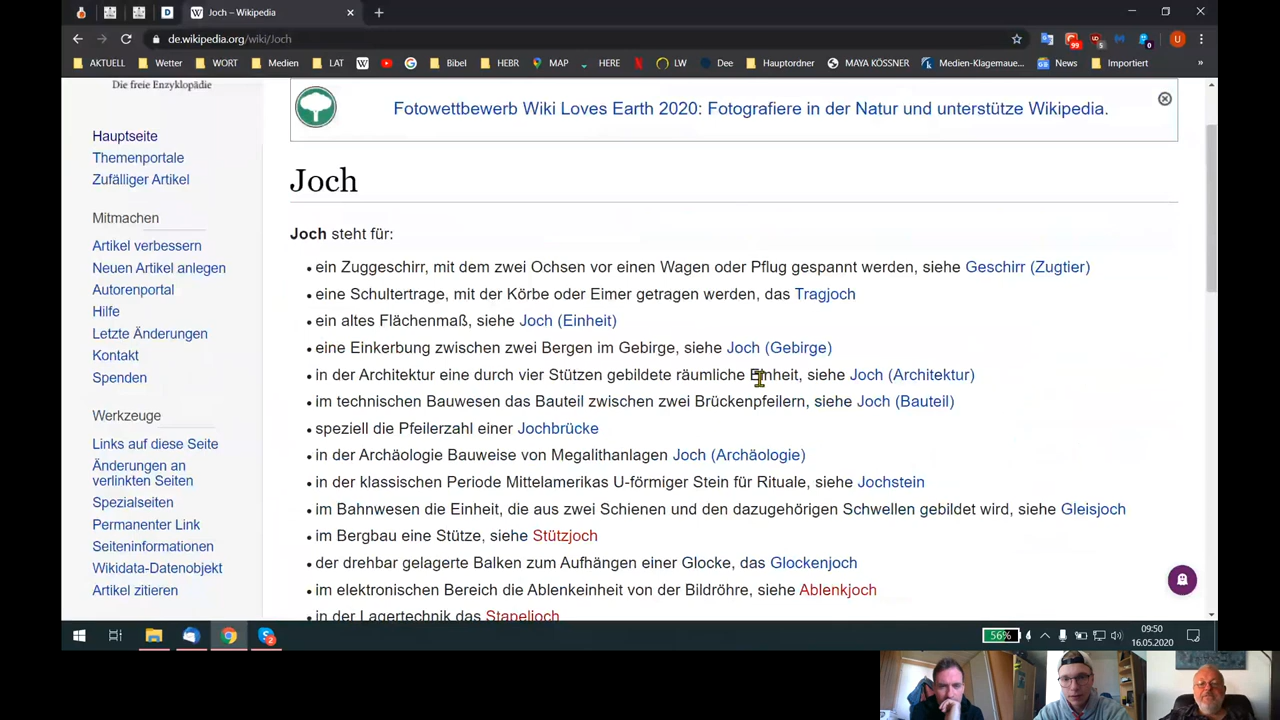 Joch – Wikipedia
de.wikipedia.org/wiki/Joch
99
5
0
U
AKTUELL Wetter WORT Medien LAT Bibel HEBR MAP HERE LW Dee Hauptordner MAYA KÖSSNER Medien-Klagemaue... News Importiert
Die freie Enzyklopädie
Hauptseite
Themenportale
Zufälliger Artikel
Mitmachen
Artikel verbessern
Neuen Artikel anlegen
Autorenportal
Hilfe
Letzte Änderungen
Kontakt
Spenden
Werkzeuge
Links auf diese Seite
Änderungen an
verlinkten Seiten
Spezialseiten
Permanenter Link
Seiteninformationen
Wikidata-Datenobjekt
Artikel zitieren
Fotowettbewerb Wiki Loves Earth 2020: Fotografiere in der Natur und unterstütze Wikipedia.
Joch
Joch steht für:
• ein Zuggeschirr, mit dem zwei Ochsen vor einen Wagen oder Pflug gespannt werden, siehe Geschirr (Zugtier)
• eine Schultertrage, mit der Körbe oder Eimer getragen werden, das Tragjoch
• ein altes Flächenmaß, siehe Joch (Einheit)
• eine Einkerbung zwischen zwei Bergen im Gebirge, siehe Joch (Gebirge)
• in der Architektur eine durch vier Stützen gebildete räumliche Einheit, siehe Joch (Architektur)
• im technischen Bauwesen das Bauteil zwischen zwei Brückenpfeilern, siehe Joch (Bauteil)
• speziell die Pfeilerzahl einer Jochbrücke
• in der Archäologie Bauweise von Megalithanlagen Joch (Archäologie)
• in der klassischen Periode Mittelamerikas U-förmiger Stein für Rituale, siehe Jochstein
• im Bahnwesen die Einheit, die aus zwei Schienen und den dazugehörigen Schwellen gebildet wird, siehe Gleisjoch
• im Bergbau eine Stütze, siehe Stützjoch
• der drehbar gelagerte Balken zum Aufhängen einer Glocke, das Glockenjoch
• im elektronischen Bereich die Ablenkeinheit von der Bildröhre, siehe Ablenkjoch
• in der Lagertechnik das Stapeljoch
2
56%
09:50
16.05.2020